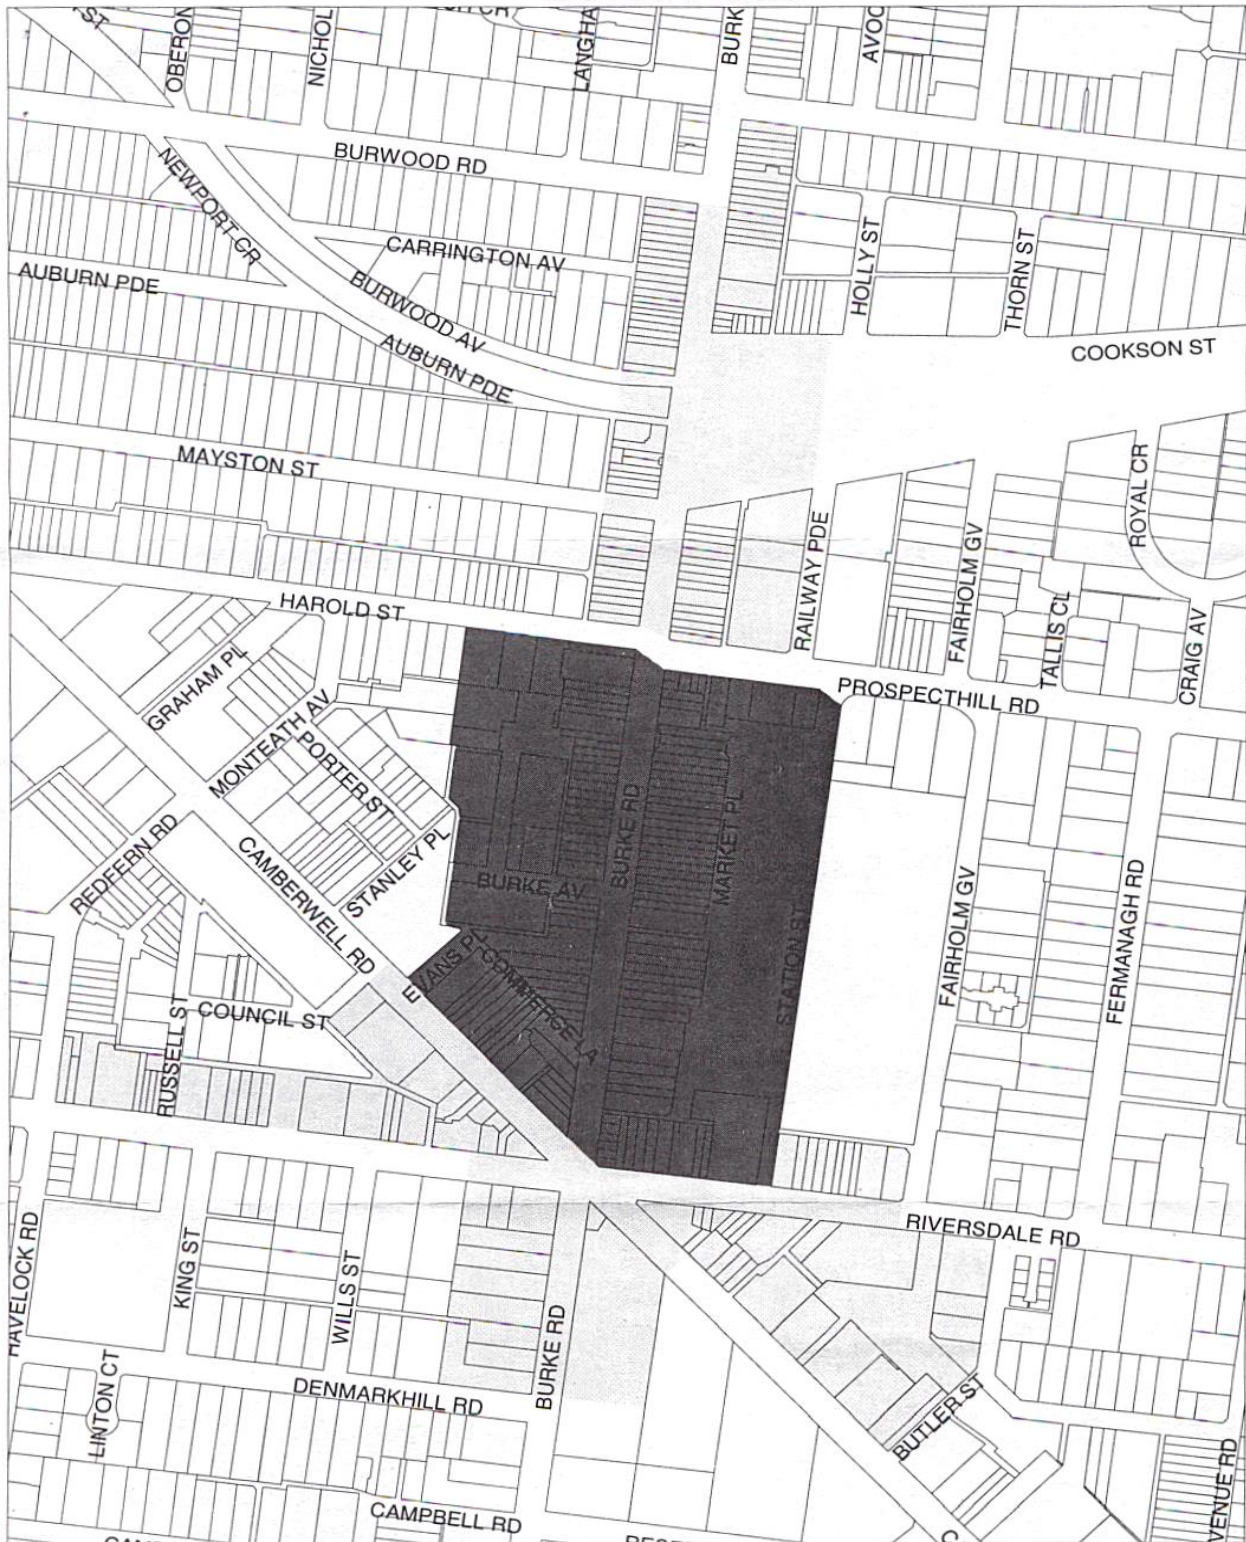 OBERON
NICHOL
LANGHA
BURK
AVOC
BURWOOD RD
NEWPORT CR
CARRINGTON AV
HOLLY ST
THORN ST
AUBURN PDE
BURWOOD AV
AUBURN PDE
COOKSON ST
MAYSTON ST
ROYAL CR
RAILWAY PDE
FAIRHOLM GV
TALLIS CL
CRAIG AV
HAROLD ST
GRAHAM PL
PROSPECTHILL RD
MONTEATH AV
PORTER ST
BURKE RD
MARKET PL
REDFERN RD
CAMBERWELL RD
STANLEY PL
BURKE AV
FAIRHOLM GV
FERMANAGH RD
STATION ST
EVANS PL
COMMERCE LA
COUNCIL ST
RUSSELL ST
RIVERSDALE RD
HAVELOCK RD
KING ST
WILLS ST
BURKE RD
DENMARKHILL RD
LINTON CT
BUTLER ST
VENUE RD
CAMPBELL RD